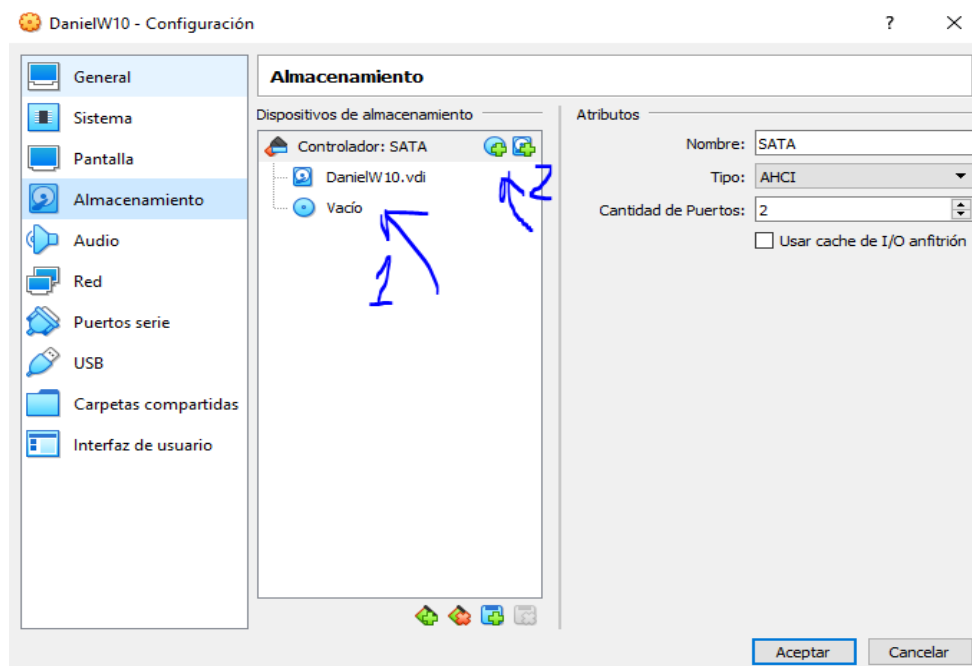 DanielW10 - Configuración ?
General
Sistema
Pantalla
Almacenamiento
Audio
Red
Puertos serie
USB
Carpetas compartidas
Interfaz de usuario
Almacenamiento
Dispositivos de almacenamiento
Controlador: SATA
DanielW10.vdi
Vacío
1
2
Atributos
Nombre: SATA
Tipo: AHCI
Cantidad de Puertos: 2
Usar cache de I/O anfitrión
Aceptar Cancelar